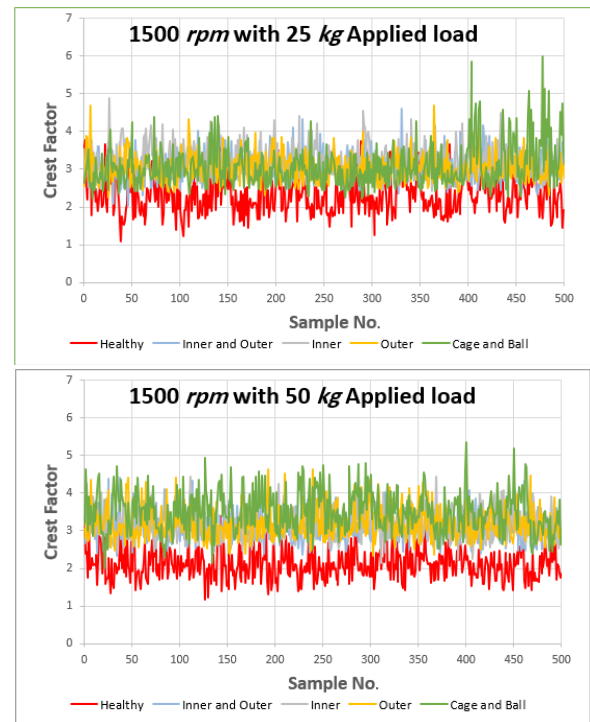 1500 rpm with 25 kg Applied load
7
6
5
4
3
2
1
0
Crest Factor
0 50 100 150 200 250 300 350 400 450 500
Sample No.
Healthy Inner and Outer Inner Outer Cage and Ball
1500 rpm with 50 kg Applied load
7
6
5
4
3
2
1
0
Crest Factor
0 50 100 150 200 250 300 350 400 450 500
Sample No.
Healthy Inner and Outer Inner Outer Cage and Ball